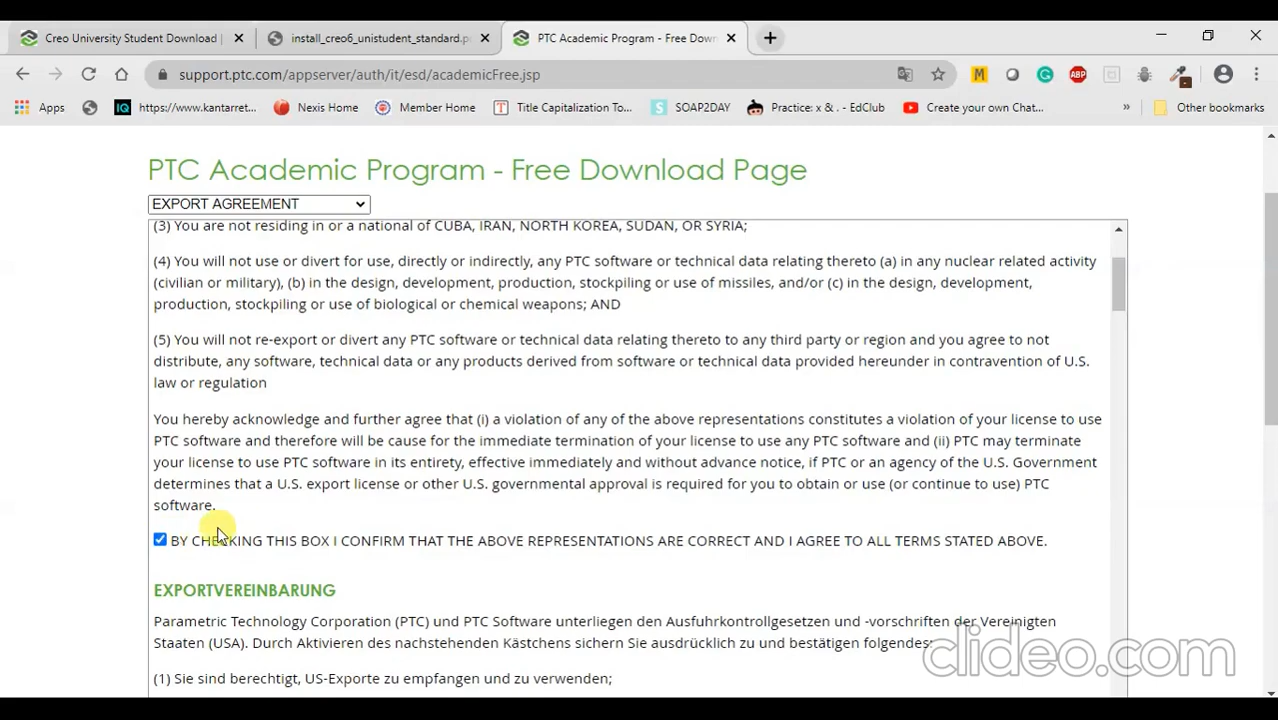 Creo University Student Download
install_creo6_unistudent_standard.p
PTC Academic Program - Free Down
support.ptc.com/appserver/auth/it/esd/academicFree.jsp
M
G
ABP
Apps
IQ
https://www.kantarret...
Nexis Home
Member Home
T
Title Capitalization To...
S
SOAP2DAY
Practice: x & . - EdClub
Create your own Chat...
»
Other bookmarks
PTC Academic Program - Free Download Page
EXPORT AGREEMENT
(3) You are not residing in or a national of CUBA, IRAN, NORTH KOREA, SUDAN, OR SYRIA;
(4) You will not use or divert for use, directly or indirectly, any PTC software or technical data relating thereto (a) in any nuclear related activity
(civilian or military), (b) in the design, development, production, stockpiling or use of missiles, and/or (c) in the design, development,
production, stockpiling or use of biological or chemical weapons; AND
(5) You will not re-export or divert any PTC software or technical data relating thereto to any third party or region and you agree to not
distribute, any software, technical data or any products derived from software or technical data provided hereunder in contravention of U.S.
law or regulation
You hereby acknowledge and further agree that (i) a violation of any of the above representations constitutes a violation of your license to use
PTC software and therefore will be cause for the immediate termination of your license to use any PTC software and (ii) PTC may terminate
your license to use PTC software in its entirety, effective immediately and without advance notice, if PTC or an agency of the U.S. Government
determines that a U.S. export license or other U.S. governmental approval is required for you to obtain or use (or continue to use) PTC
software.
BY CHECKING THIS BOX I CONFIRM THAT THE ABOVE REPRESENTATIONS ARE CORRECT AND I AGREE TO ALL TERMS STATED ABOVE.
EXPORTVEREINBARUNG
Parametric Technology Corporation (PTC) und PTC Software unterliegen den Ausfuhrkontrollgesetzen und -vorschriften der Vereinigten
Staaten (USA). Durch Aktivieren des nachstehenden Kästchens sichern Sie ausdrücklich zu und bestätigen folgendes:
(1) Sie sind berechtigt, US-Exporte zu empfangen und zu verwenden;
clideo.com